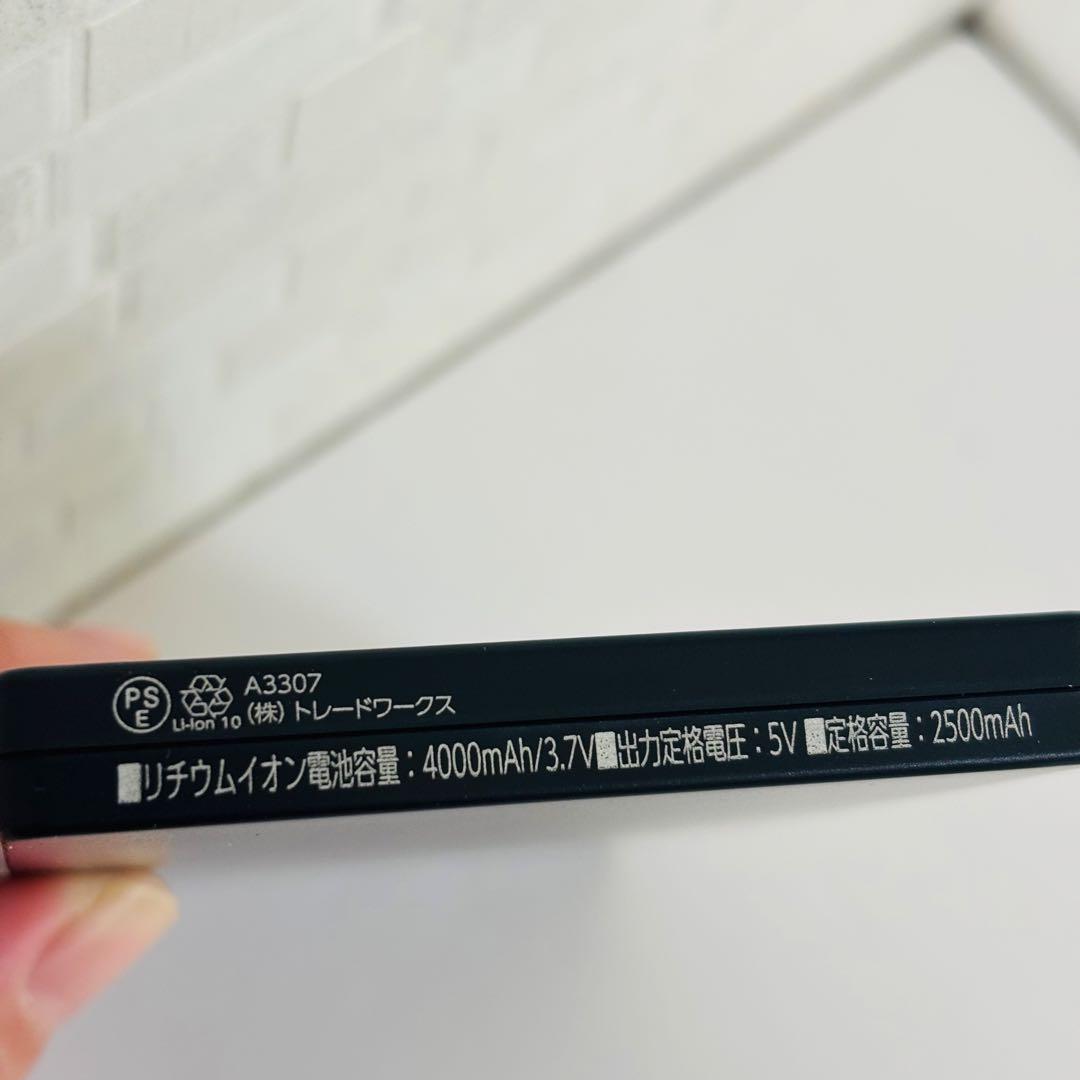 PS
E
Li-ion 10
A3307
(株) トレードワークス
■リチウムイオン電池容量：4000mAh/3.7V■出力定格電圧：5V ■定格容量：2500mAh